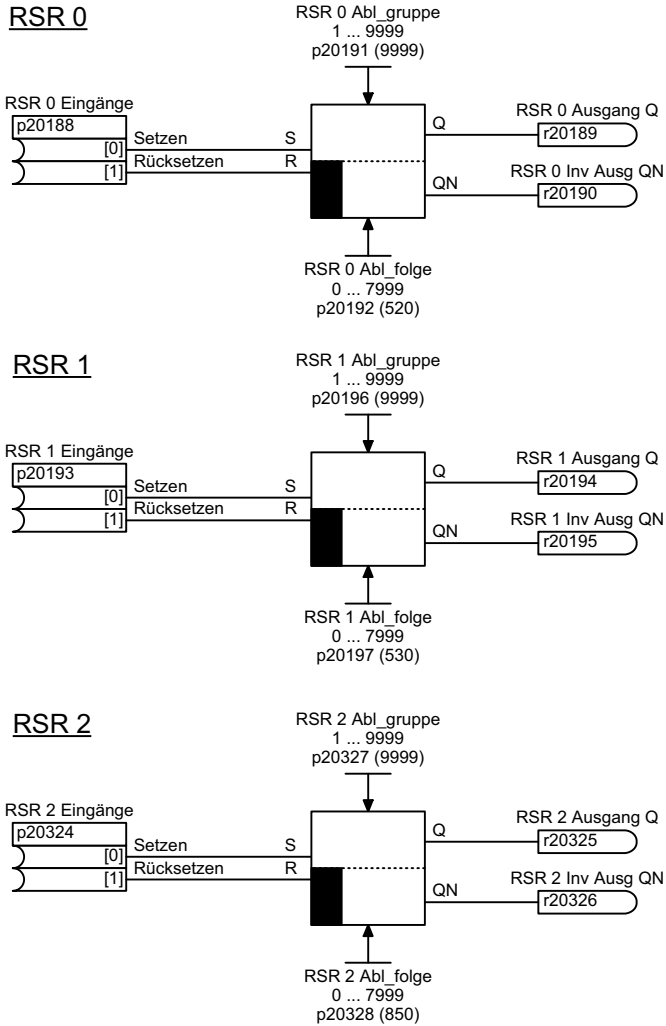 RSR 0
RSR 0 Abl_gruppe
1 ... 9999
p20191 (9999)
RSR 0 Eingänge
p20188
[0]
[1]
Setzen
S
Rücksetzen
R
Q
QN
RSR 0 Ausgang Q
r20189
RSR 0 Inv Ausg QN
r20190
RSR 0 Abl_folge
0 ... 7999
p20192 (520)
RSR 1
RSR 1 Abl_gruppe
1 ... 9999
p20196 (9999)
RSR 1 Eingänge
p20193
[0]
[1]
Setzen
S
Rücksetzen
R
Q
QN
RSR 1 Ausgang Q
r20194
RSR 1 Inv Ausg QN
r20195
RSR 1 Abl_folge
0 ... 7999
p20197 (530)
RSR 2
RSR 2 Abl_gruppe
1 ... 9999
p20327 (9999)
RSR 2 Eingänge
p20324
[0]
[1]
Setzen
S
Rücksetzen
R
Q
QN
RSR 2 Ausgang Q
r20325
RSR 2 Inv Ausg QN
r20326
RSR 2 Abl_folge
0 ... 7999
p20328 (850)